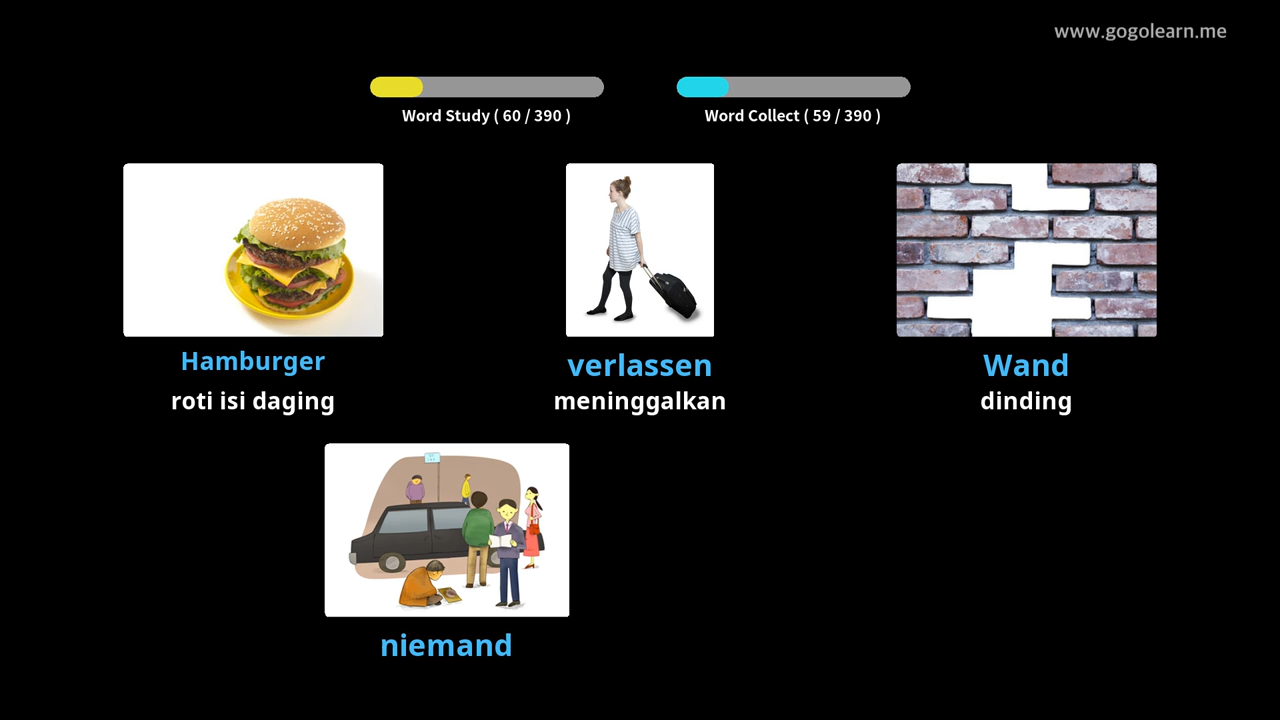 www.gogolearn.me
Word Study ( 60 / 390 )
Word Collect ( 59 / 390 )
Hamburger
roti isi daging
verlassen
meninggalkan
Wand
dinding
niemand